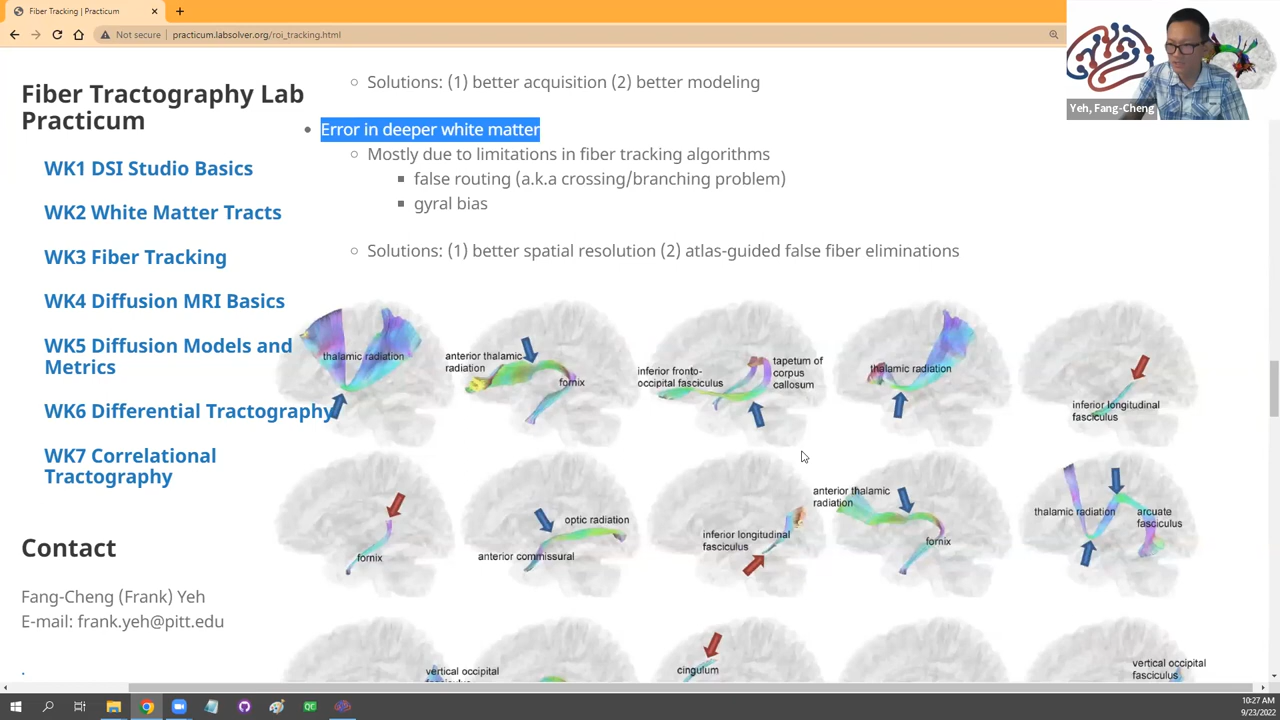 Fiber Tracking | Practicum
Not secure
practicum.labsolver.org/roi_tracking.html
Yeh, Fang-Cheng
Fiber Tractography Lab
Practicum
WK1 DSI Studio Basics
WK2 White Matter Tracts
WK3 Fiber Tracking
WK4 Diffusion MRI Basics
WK5 Diffusion Models and
Metrics
WK6 Differential Tractography
WK7 Correlational
Tractography
Contact
Fang-Cheng (Frank) Yeh
E-mail: frank.yeh@pitt.edu
Solutions: (1) better acquisition (2) better modeling
Error in deeper white matter
Mostly due to limitations in fiber tracking algorithms
false routing (a.k.a crossing/branching problem)
gyral bias
Solutions: (1) better spatial resolution (2) atlas-guided false fiber eliminations
thalamic radiation
anterior thalamic
radiation
fornix
inferior fronto-
occipital fasciculus
tapetum of
corpus
callosum
thalamic radiation
inferior longitudinal
fasciculus
fornix
optic radiation
anterior commissural
inferior longitudinal
fasciculus
anterior thalamic
radiation
fornix
thalamic radiation
arcuate
fasciculus
vertical occipital
cingulum
vertical occipital
fasciculus
QC
10:27 AM
9/23/2022